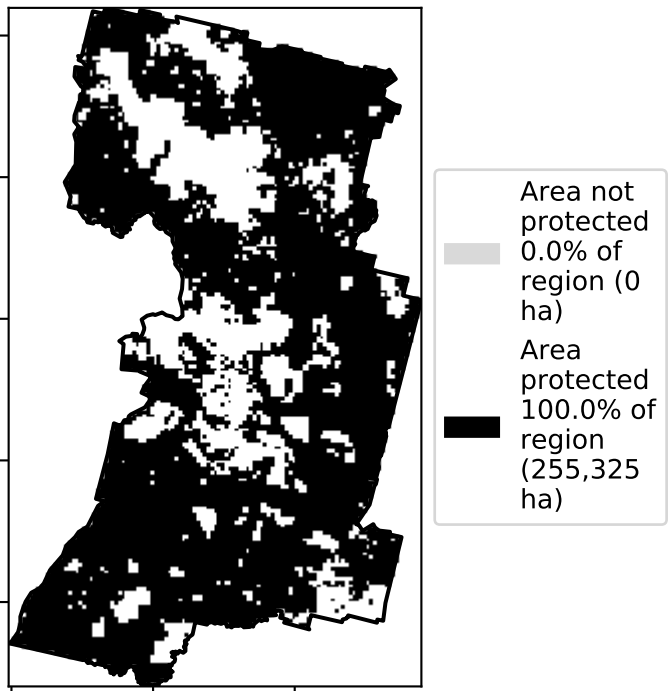 Area not
protected
0.0% of
region (0
ha)
Area
protected
100.0% of
region
(255,325
ha)